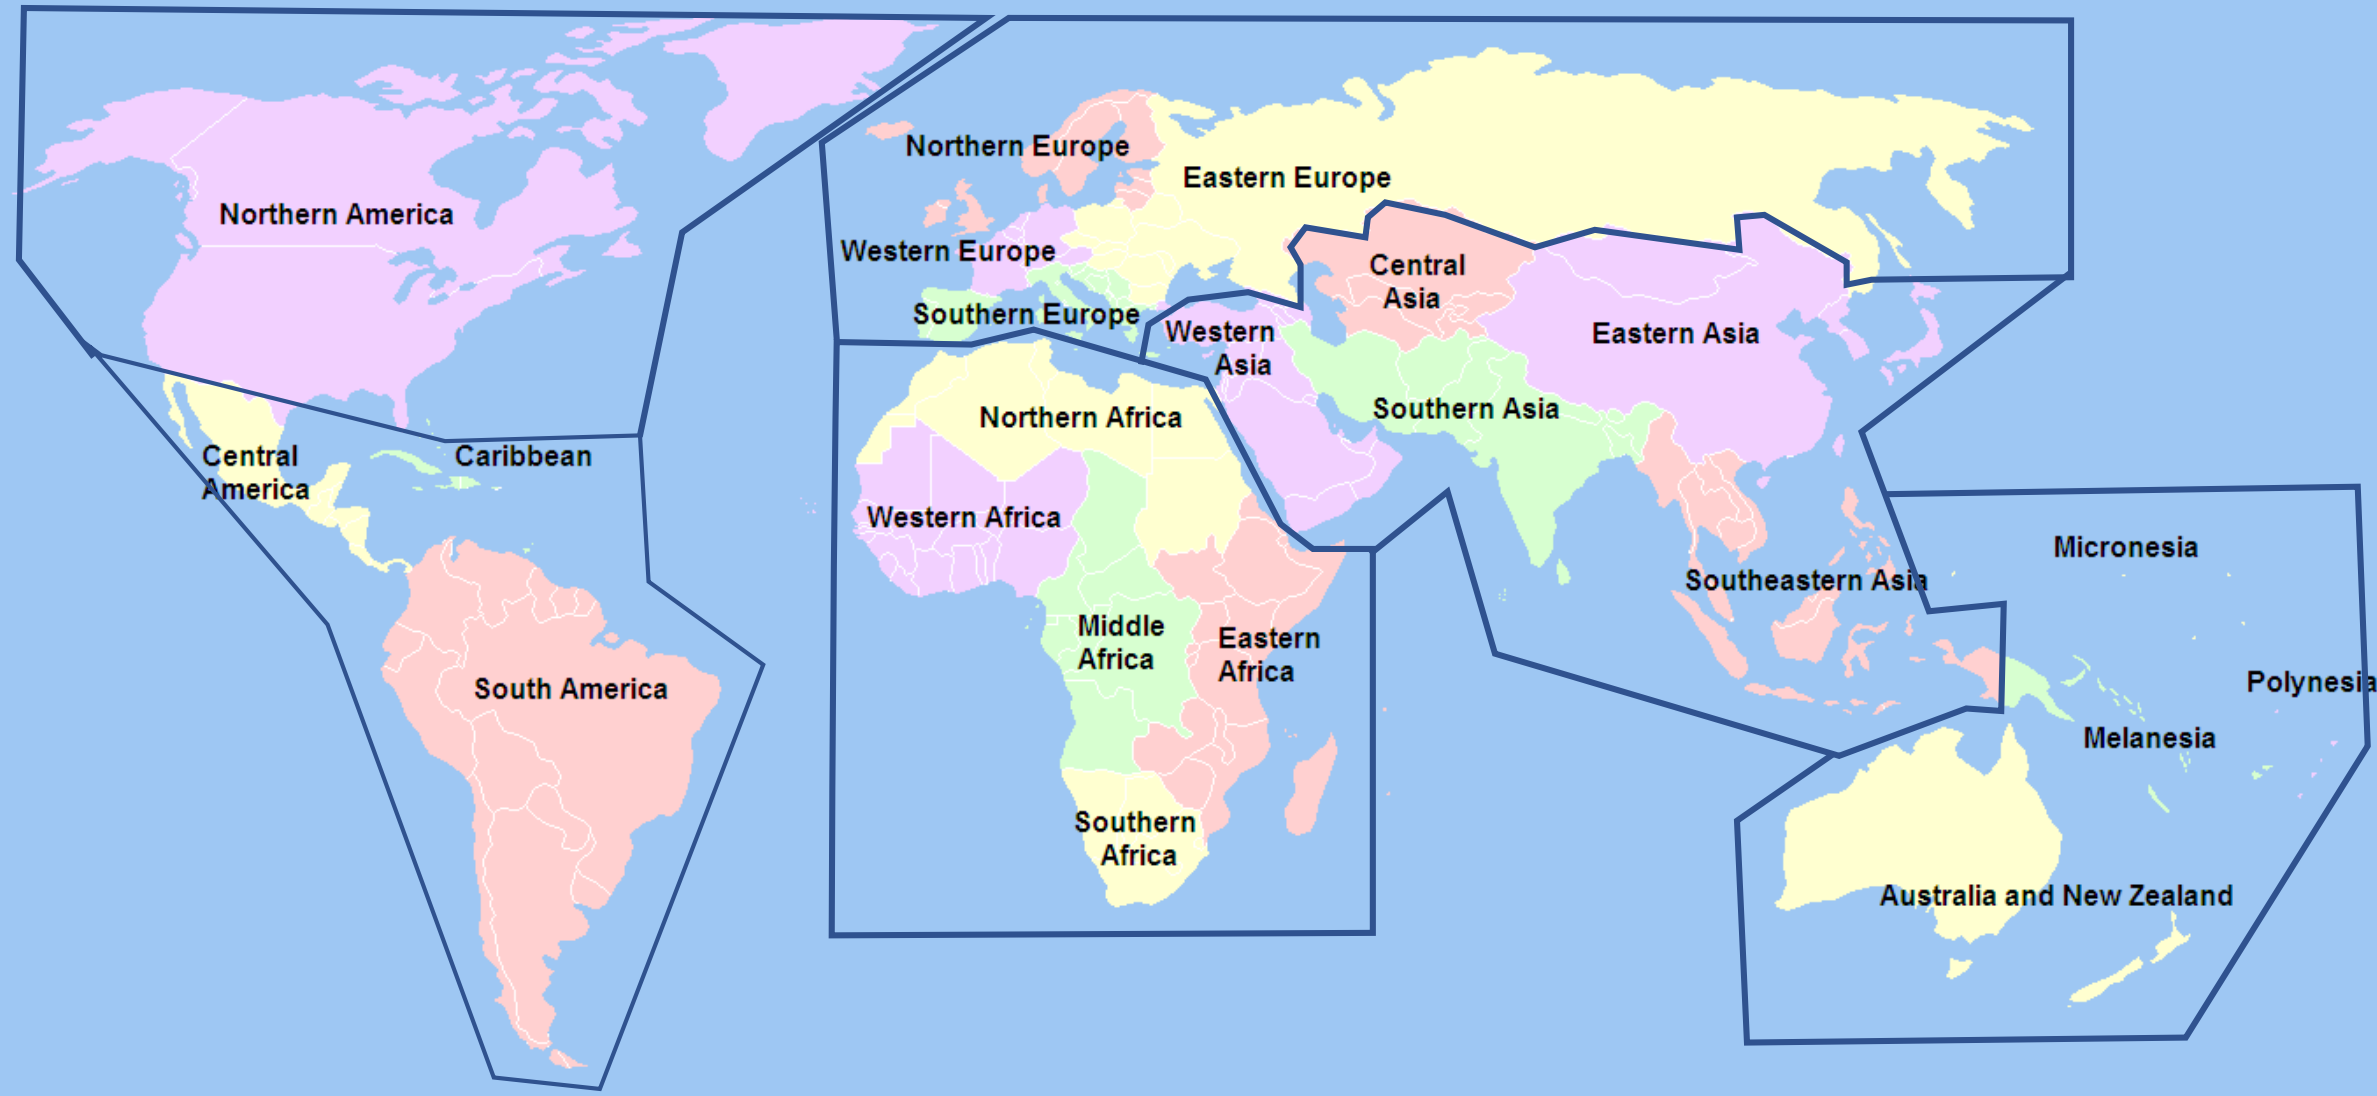 Northern America
Central
America
Caribbean
South America
Northern Europe
Eastern Europe
Western Europe
Southern Europe
Western
Asia
Central
Asia
Eastern Asia
Southern Asia
Southeastern Asia
Northern Africa
Western Africa
Middle
Africa
Eastern
Africa
Southern
Africa
Micronesia
Polynesia
Melanesia
Australia and New Zealand